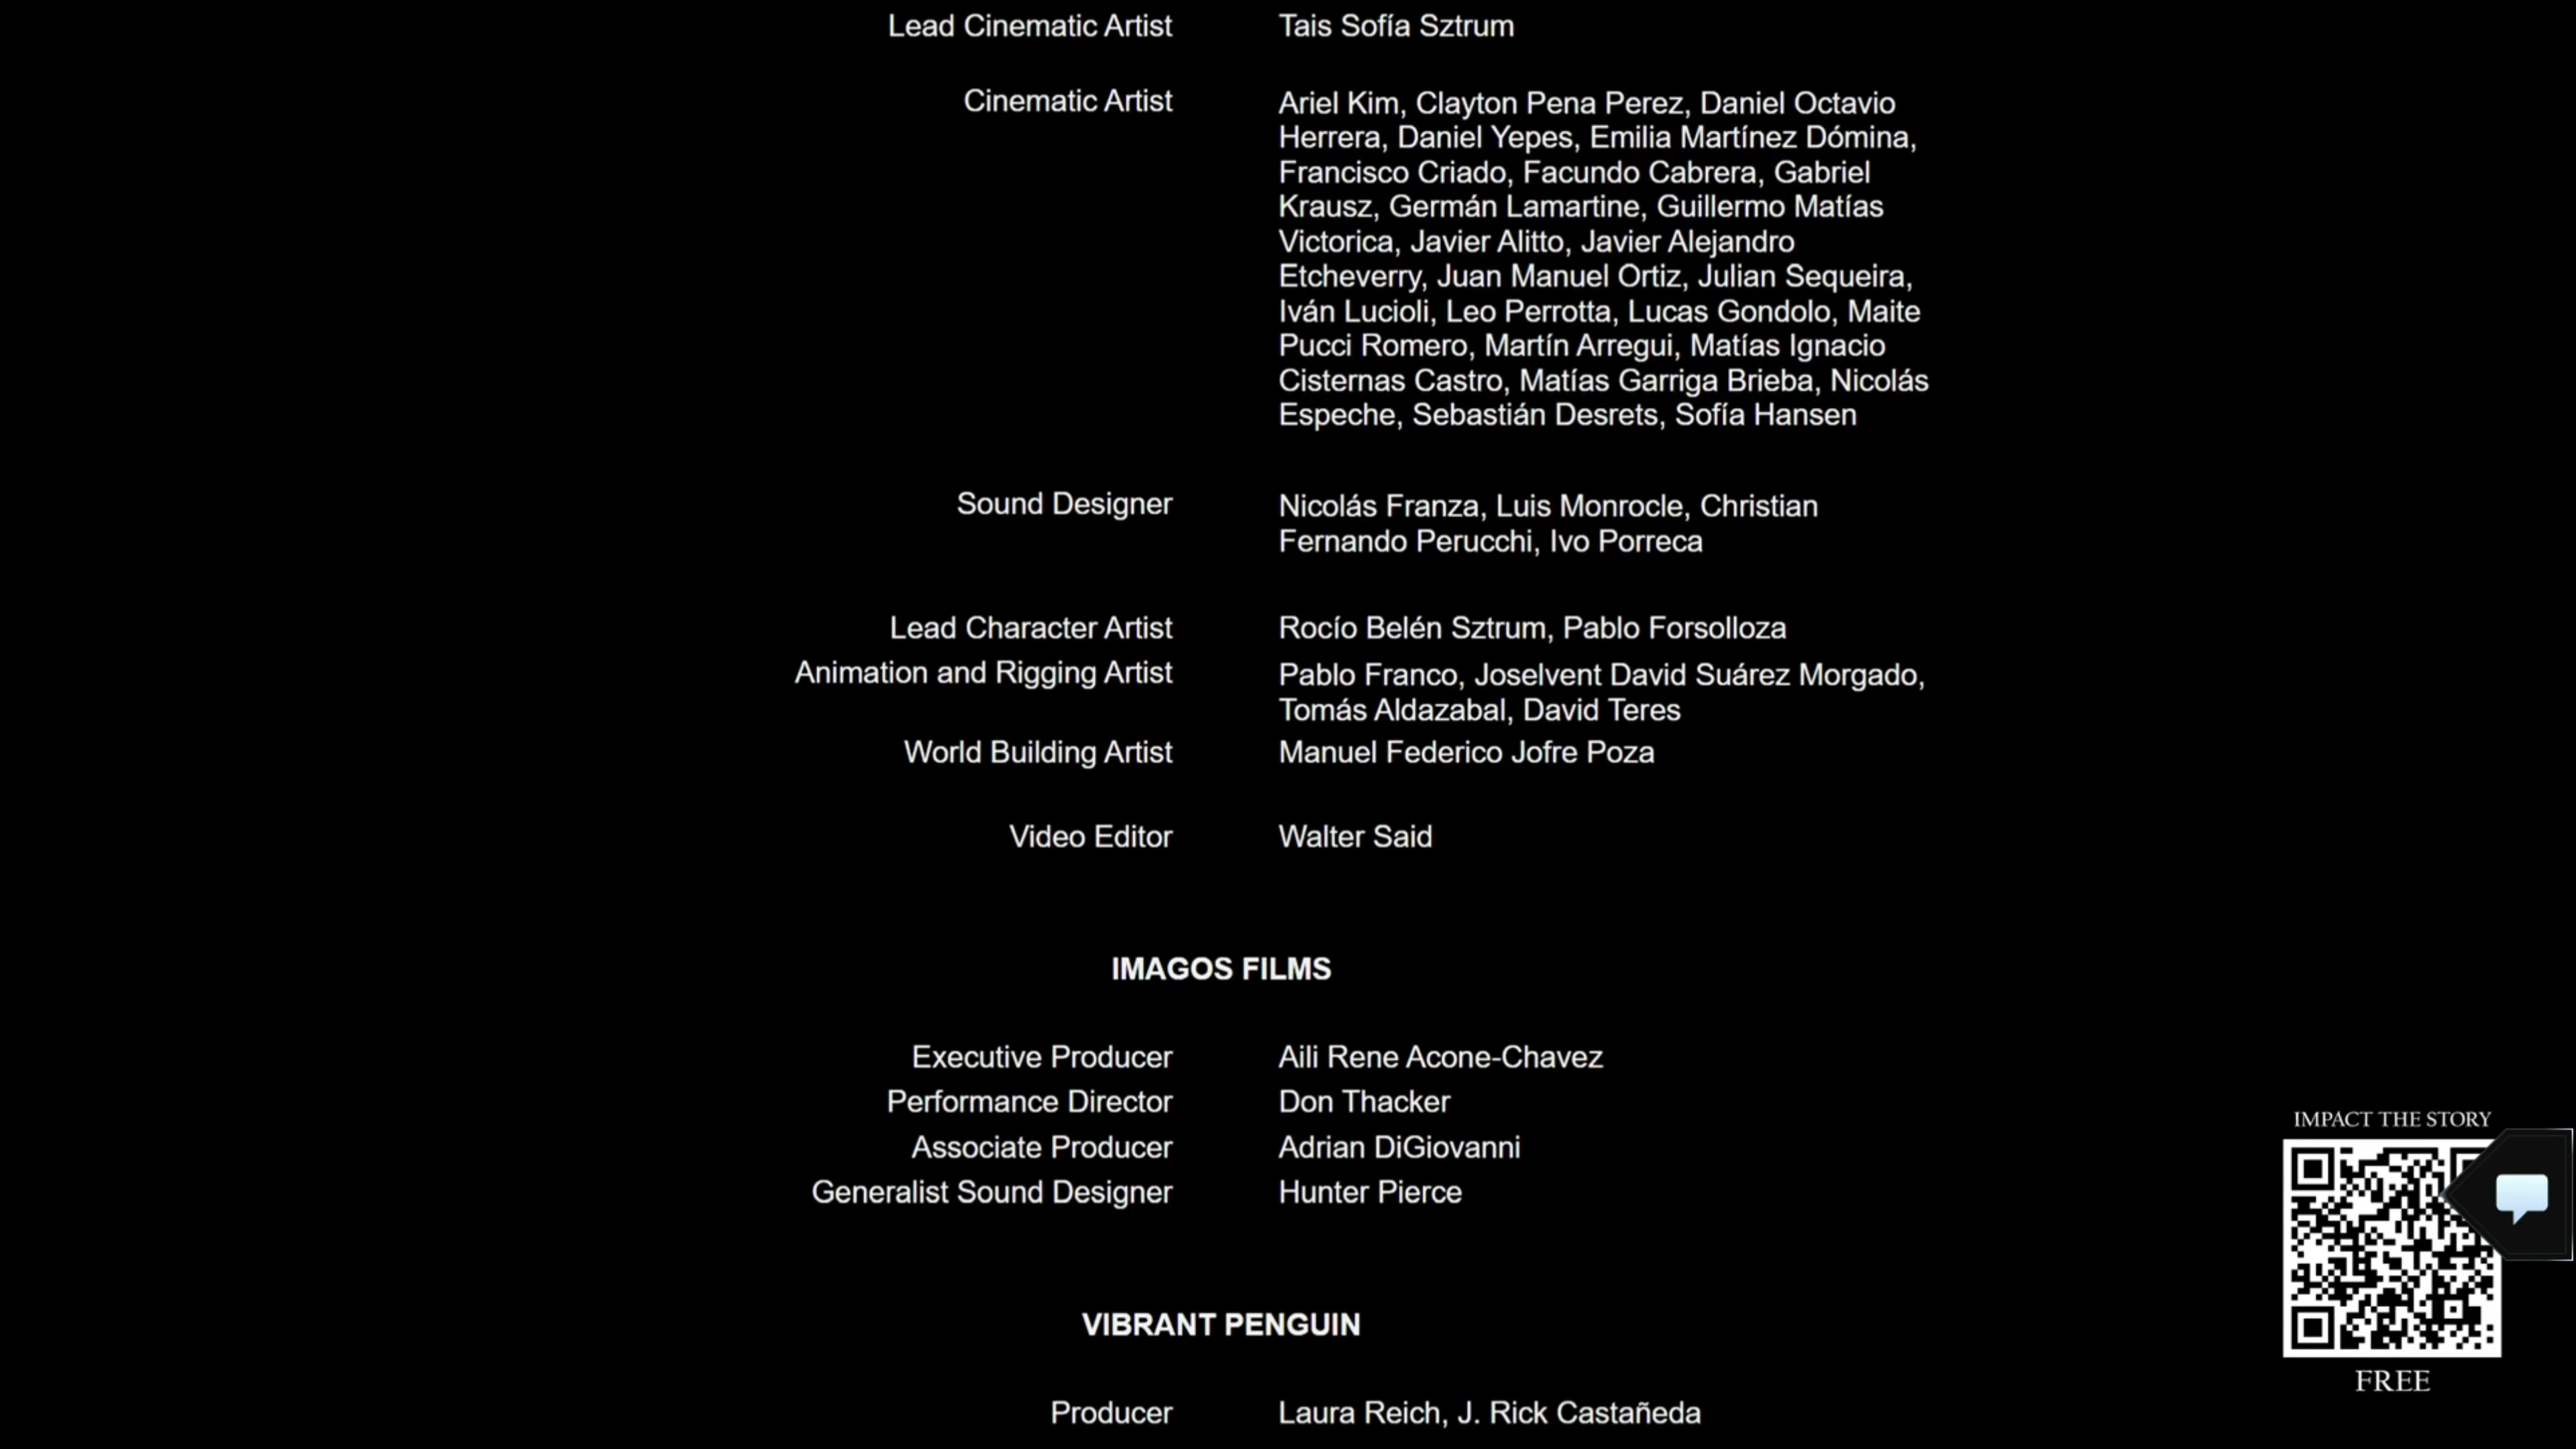 Lead Cinematic Artist Tais Sofía Sztrum
Cinematic Artist Ariel Kim, Clayton Pena Perez, Daniel Octavio
Herrera, Daniel Yepes, Emilia Martínez Dómina,
Francisco Criado, Facundo Cabrera, Gabriel
Krausz, Germán Lamartine, Guillermo Matías
Victorica, Javier Alitto, Javier Alejandro
Etcheverry, Juan Manuel Ortiz, Julian Sequeira,
Iván Lucioli, Leo Perrotta, Lucas Gondolo, Maite
Pucci Romero, Martín Arregui, Matías Ignacio
Cisternas Castro, Matías Garriga Brieba, Nicolás
Espeche, Sebastián Desrets, Sofía Hansen
Sound Designer Nicolás Franza, Luis Monrocle, Christian
Fernando Perucchi, Ivo Porreca
Lead Character Artist Rocío Belén Sztrum, Pablo Forsolloza
Animation and Rigging Artist Pablo Franco, Joselvent David Suárez Morgado,
Tomás Aldazabal, David Teres
World Building Artist Manuel Federico Jofre Poza
Video Editor Walter Said
IMAGOS FILMS
Executive Producer Aili Rene Acone-Chavez
Performance Director Don Thacker
Associate Producer Adrian DiGiovanni
Generalist Sound Designer Hunter Pierce
VIBRANT PENGUIN
Producer Laura Reich, J. Rick Castañeda
IMPACT THE STORY
FREE